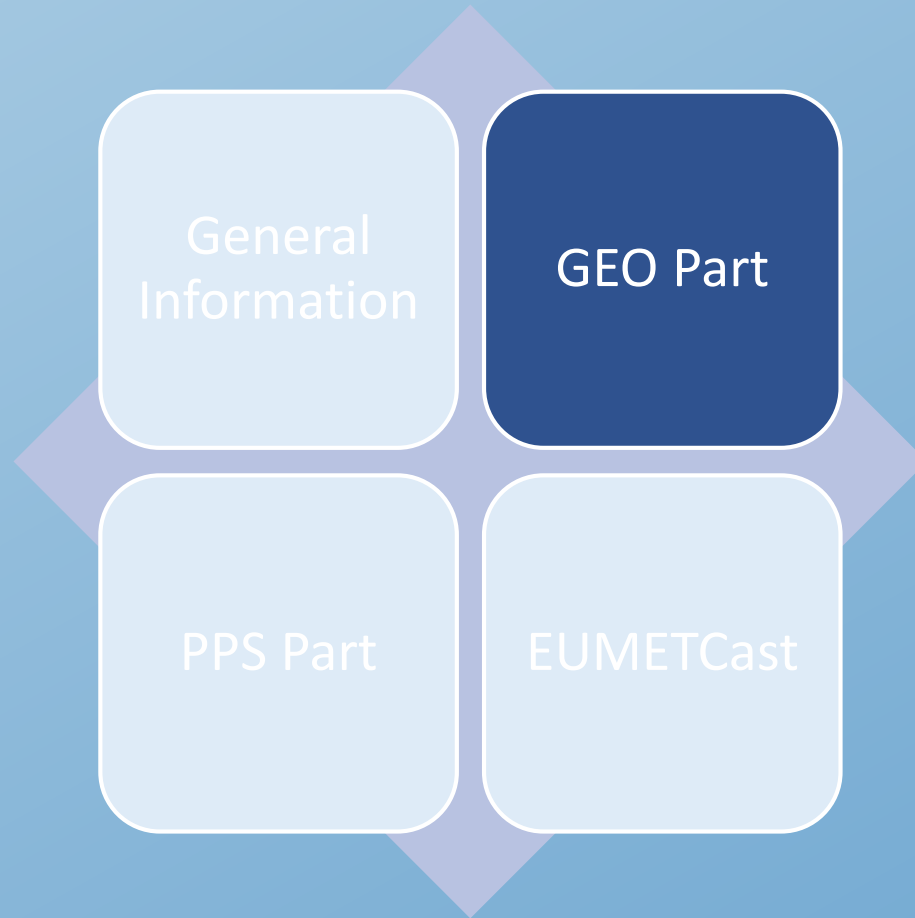 General
Information
GEO Part
PPS Part
EUMETCast